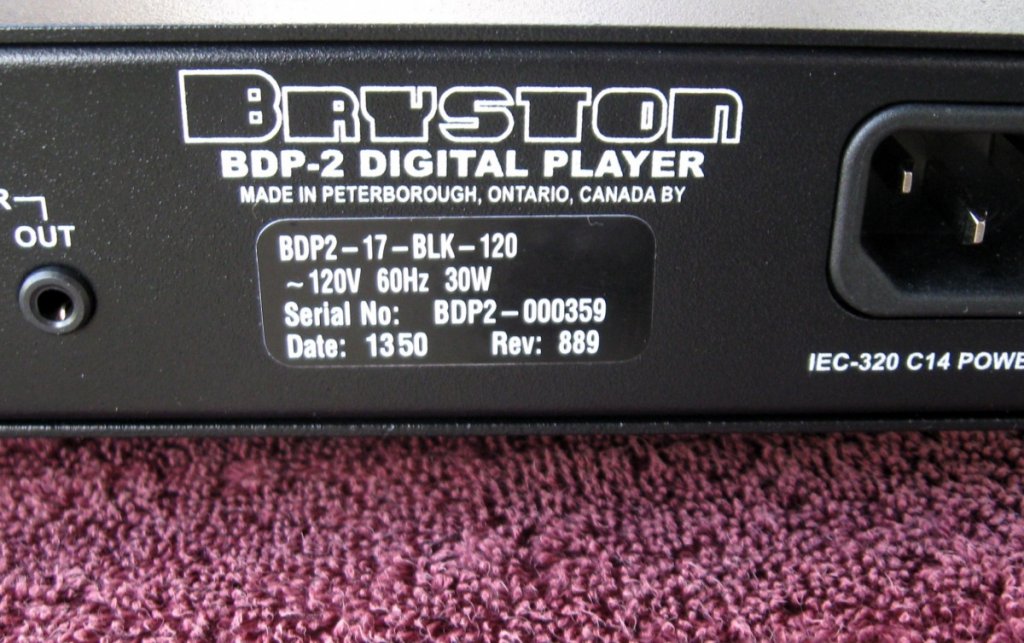 BRYSTON
BDP-2 DIGITAL PLAYER
MADE IN PETERBOROUGH, ONTARIO, CANADA BY
OUT
BDP2-17-BLK-120
~120V 60Hz 30W
Serial No: BDP2-000359
Date: 1350 Rev: 889
IEC-320 C14 POWE